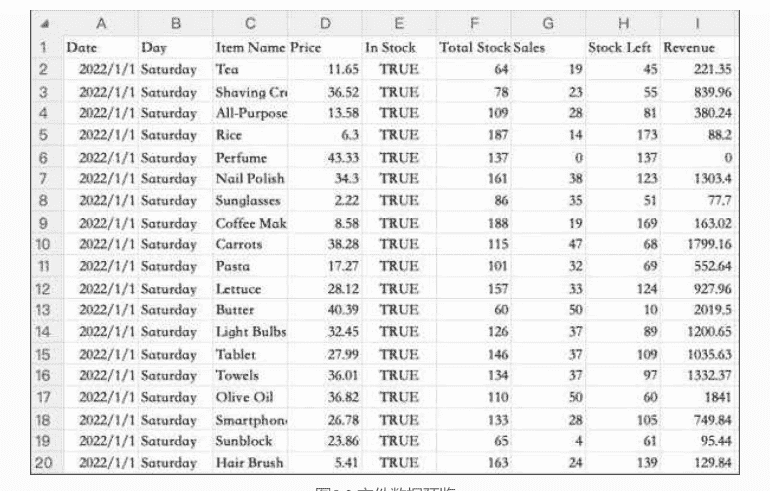 A B C D E F G H I
1 Date Day Item Name Price In Stock Total Stock Sales Stock Left Revenue
2 2022/1/1 Saturday Tea 11.65 TRUE 64 19 45 221.35
3 2022/1/1 Saturday Shaving Cre 36.52 TRUE 78 23 55 839.96
4 2022/1/1 Saturday All-Purpose 13.58 TRUE 109 28 81 380.24
5 2022/1/1 Saturday Rice 6.3 TRUE 187 14 173 88.2
6 2022/1/1 Saturday Perfume 43.33 TRUE 137 0 137 0
7 2022/1/1 Saturday Nail Polish 34.3 TRUE 161 38 123 1303.4
8 2022/1/1 Saturday Sunglasses 2.22 TRUE 86 35 51 77.7
9 2022/1/1 Saturday Coffee Mak 8.58 TRUE 188 19 169 163.02
10 2022/1/1 Saturday Carrots 38.28 TRUE 115 47 68 1799.16
11 2022/1/1 Saturday Pasta 17.27 TRUE 101 32 69 552.64
12 2022/1/1 Saturday Lettuce 28.12 TRUE 157 33 124 927.96
13 2022/1/1 Saturday Butter 40.39 TRUE 60 50 10 2019.5
14 2022/1/1 Saturday Light Bulbs 32.45 TRUE 126 37 89 1200.65
15 2022/1/1 Saturday Tablet 27.99 TRUE 146 37 109 1035.63
16 2022/1/1 Saturday Towels 36.01 TRUE 134 37 97 1332.37
17 2022/1/1 Saturday Olive Oil 36.82 TRUE 110 50 60 1841
18 2022/1/1 Saturday Smartphon 26.78 TRUE 133 28 105 749.84
19 2022/1/1 Saturday Sunblock 23.86 TRUE 65 4 61 95.44
20 2022/1/1 Saturday Hair Brush 5.41 TRUE 163 24 139 129.84